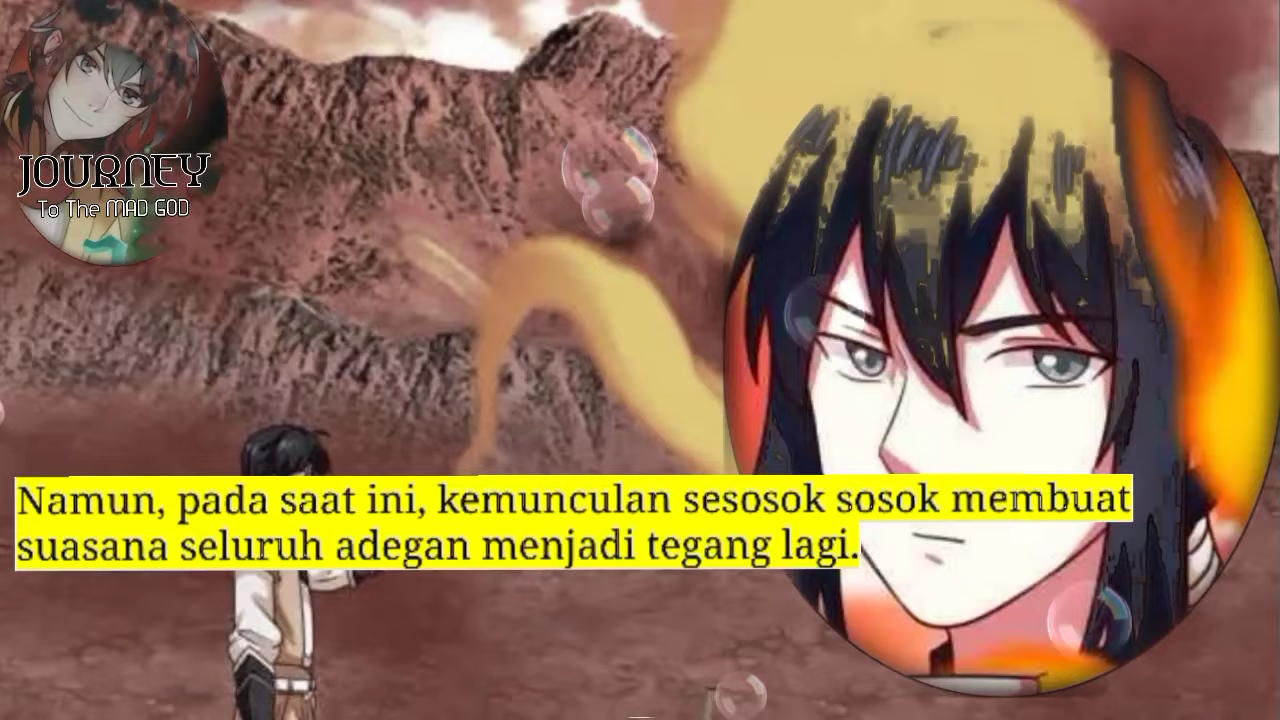 JOURNEY
To The MAD GOD
Namun, pada saat ini, kemunculan sesosok sosok membuat
suasana seluruh adegan menjadi tegang lagi.